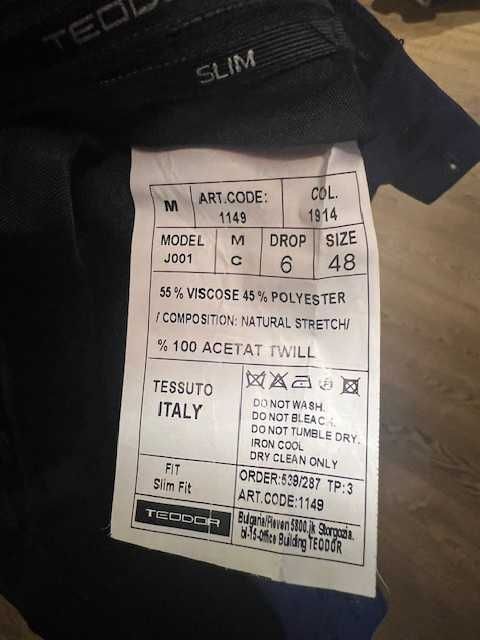 TEODOR
SLIM
M ART.CODE: 1149 COL. 1914
MODEL J001 M C DROP 6 SIZE 48
55 % VISCOSE 45 % POLYESTER
/ COMPOSITION: NATURAL STRETCH/
% 100 ACETAT TWILL
TESSUTO
ITALY
DO NOT WASH.
DO NOT BLEACH.
DO NOT TUMBLE DRY.
IRON COOL
DRY CLEAN ONLY
FIT
Slim Fit
ORDER:539/287 TP:3
ART.CODE:1149
TEODOR
Bulgaria/Pleven 5800,jk Storgozia.
bl-15-Office Building TEODOR